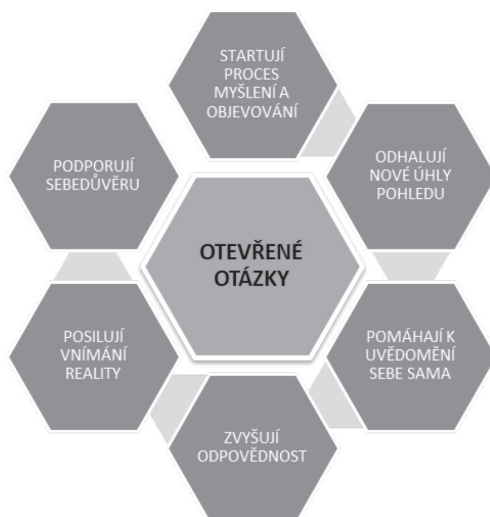 STARTUJÍ
PROCES
MYŠLENÍ A
OBJEVOVÁNÍ
ODHALUJÍ
NOVÉ ÚHLY
POHLEDU
POMÁHAJÍ K
UVĚDOMĚNÍ
SEBE SAMA
ZVYŠUJÍ
ODPOVĚDNOST
POSILUJÍ
VNÍMÁNÍ
REALITY
PODPORUJÍ
SEBEDŮVĚRU
OTEVŘENÉ
OTÁZKY